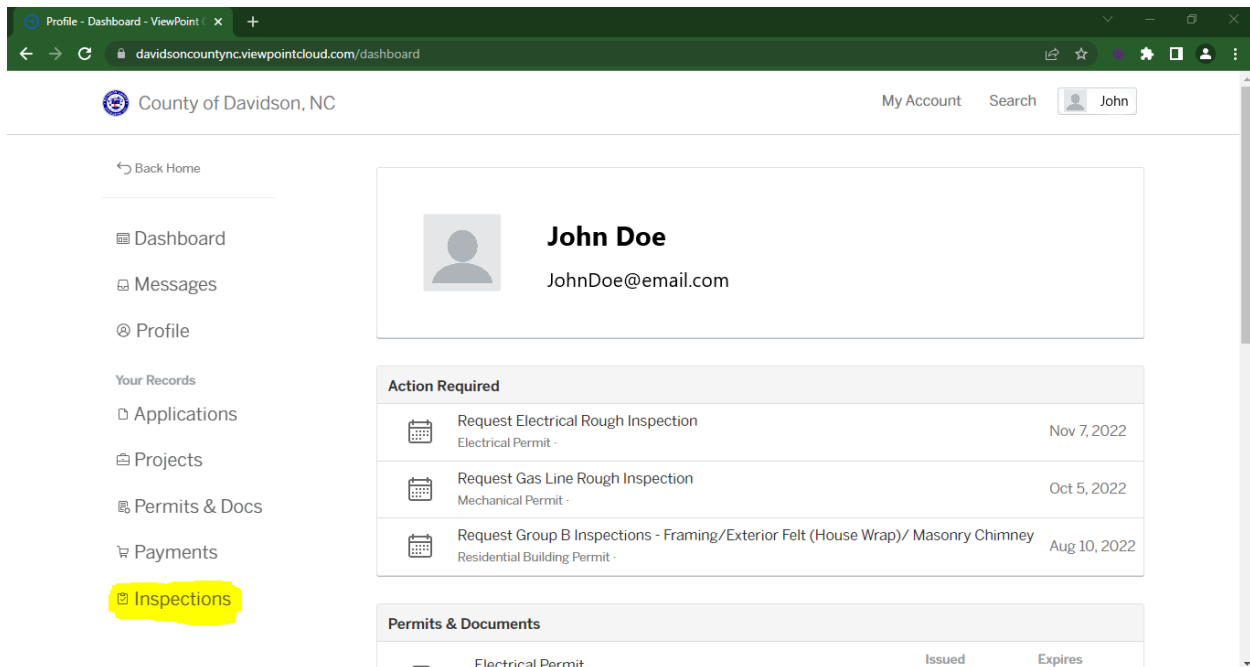 Profile - Dashboard - ViewPoint
davidsoncountync.viewpointcloud.com/dashboard
County of Davidson, NC
My Account Search John
Back Home
Dashboard
Messages
Profile
Your Records
Applications
Projects
Permits & Docs
Payments
Inspections
John Doe
JohnDoe@email.com
Action Required
Request Electrical Rough Inspection
Electrical Permit ·
Nov 7, 2022
Request Gas Line Rough Inspection
Mechanical Permit ·
Oct 5, 2022
Request Group B Inspections - Framing/Exterior Felt (House Wrap)/ Masonry Chimney
Residential Building Permit ·
Aug 10, 2022
Permits & Documents
Issued Expires
Electrical Permit